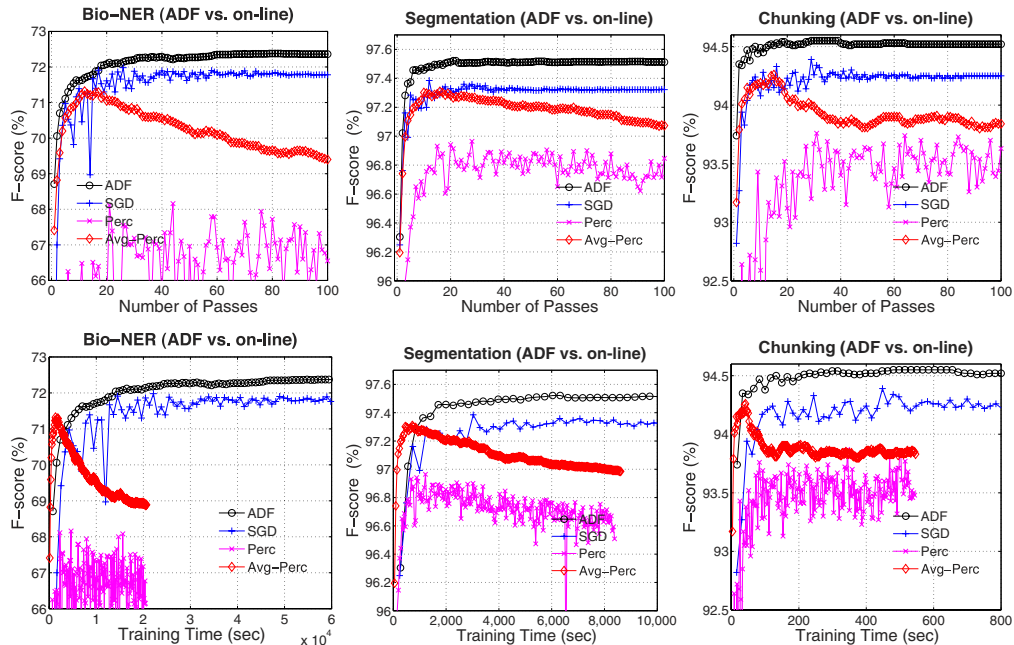 Bio−NER (ADF vs. on-line)
F−score (%)
73
72
71
70
69
68
67
66
ADF
SGD
Perc
Avg−Perc
0 20 40 60 80 100
Number of Passes
Segmentation (ADF vs. on-line)
F−score (%)
97.6
97.4
97.2
97
96.8
96.6
96.4
96.2
96
ADF
SGD
Perc
Avg−Perc
0 20 40 60 80 100
Number of Passes
Chunking (ADF vs. on-line)
F−score (%)
94.5
94
93.5
93
92.5
ADF
SGD
Perc
Avg−Perc
0 20 40 60 80 100
Number of Passes
Bio−NER (ADF vs. on-line)
F−score (%)
73
72
71
70
69
68
67
66
ADF
SGD
Perc
Avg−Perc
0 1 2 3 4 5 6
Training Time (sec)
x 10⁴
Segmentation (ADF vs. on-line)
F−score (%)
97.6
97.4
97.2
97
96.8
96.6
96.4
96.2
96
ADF
SGD
Perc
Avg−Perc
0 2,000 4,000 6,000 8,000 10,000
Training Time (sec)
Chunking (ADF vs. on-line)
F−score (%)
94.5
94
93.5
93
92.5
ADF
SGD
Perc
Avg−Perc
0 200 400 600 800
Training Time (sec)